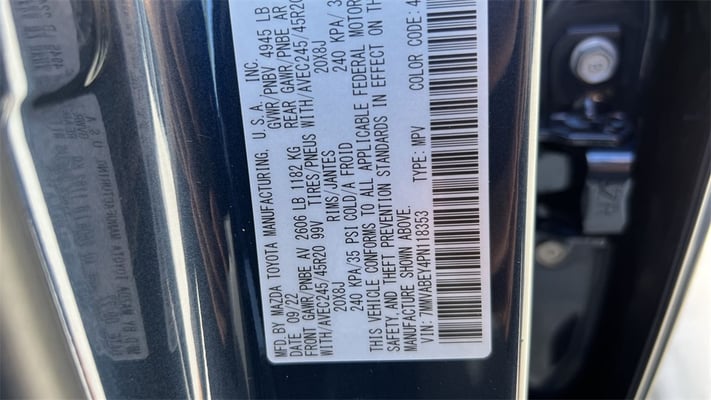 MFD. BY MAZDA TOYOTA MANUFACTURING, U.S.A., INC.
DATE 09/22 GVWR/PNBV 4945 LB
FRONT GAWR/PNBE AV 2606 LB 1182 KG REAR GAWR/PNBE AR
WITH/AVEC245/45R20 99V TIRES/PNEUS WITH/AVEC245/45R20
20X8J RIMS/JANTES 20X8J
240 KPA/35 PSI COLD/A FROID 240 KPA/3
THIS VEHICLE CONFORMS TO ALL APPLICABLE FEDERAL MOTOR
SAFETY, AND THEFT PREVENTION STANDARDS IN EFFECT ON THE
MANUFACTURE SHOWN ABOVE.
VIN: 7MMVABEY4PN118353 TYPE: MPV COLOR CODE: 4